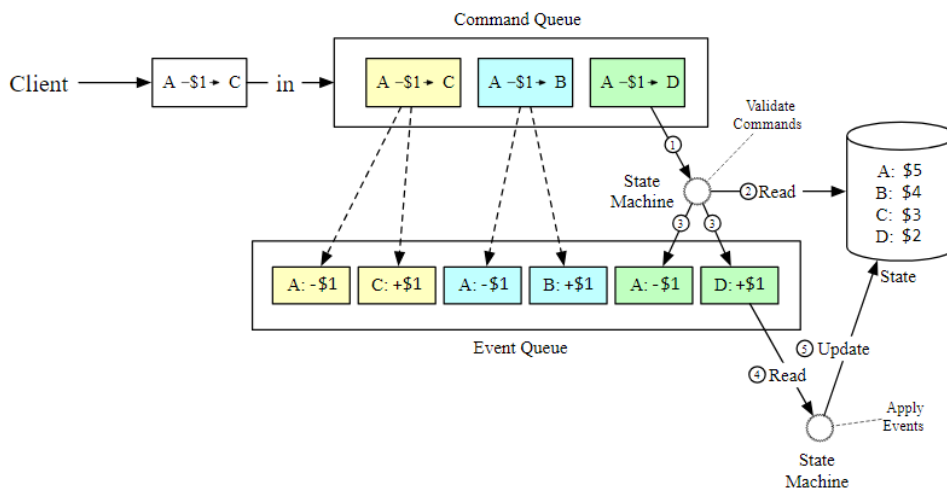 Command Queue
Client
A -$1→ C
in
A -$1→ C
A -$1→ B
A -$1→ D
Validate
Commands
1
State
Machine
2 Read
A: $5
B: $4
C: $3
D: $2
State
3
3
A: -$1
C: +$1
A: -$1
B: +$1
A: -$1
D: +$1
Event Queue
5 Update
4 Read
Apply
Events
State
Machine